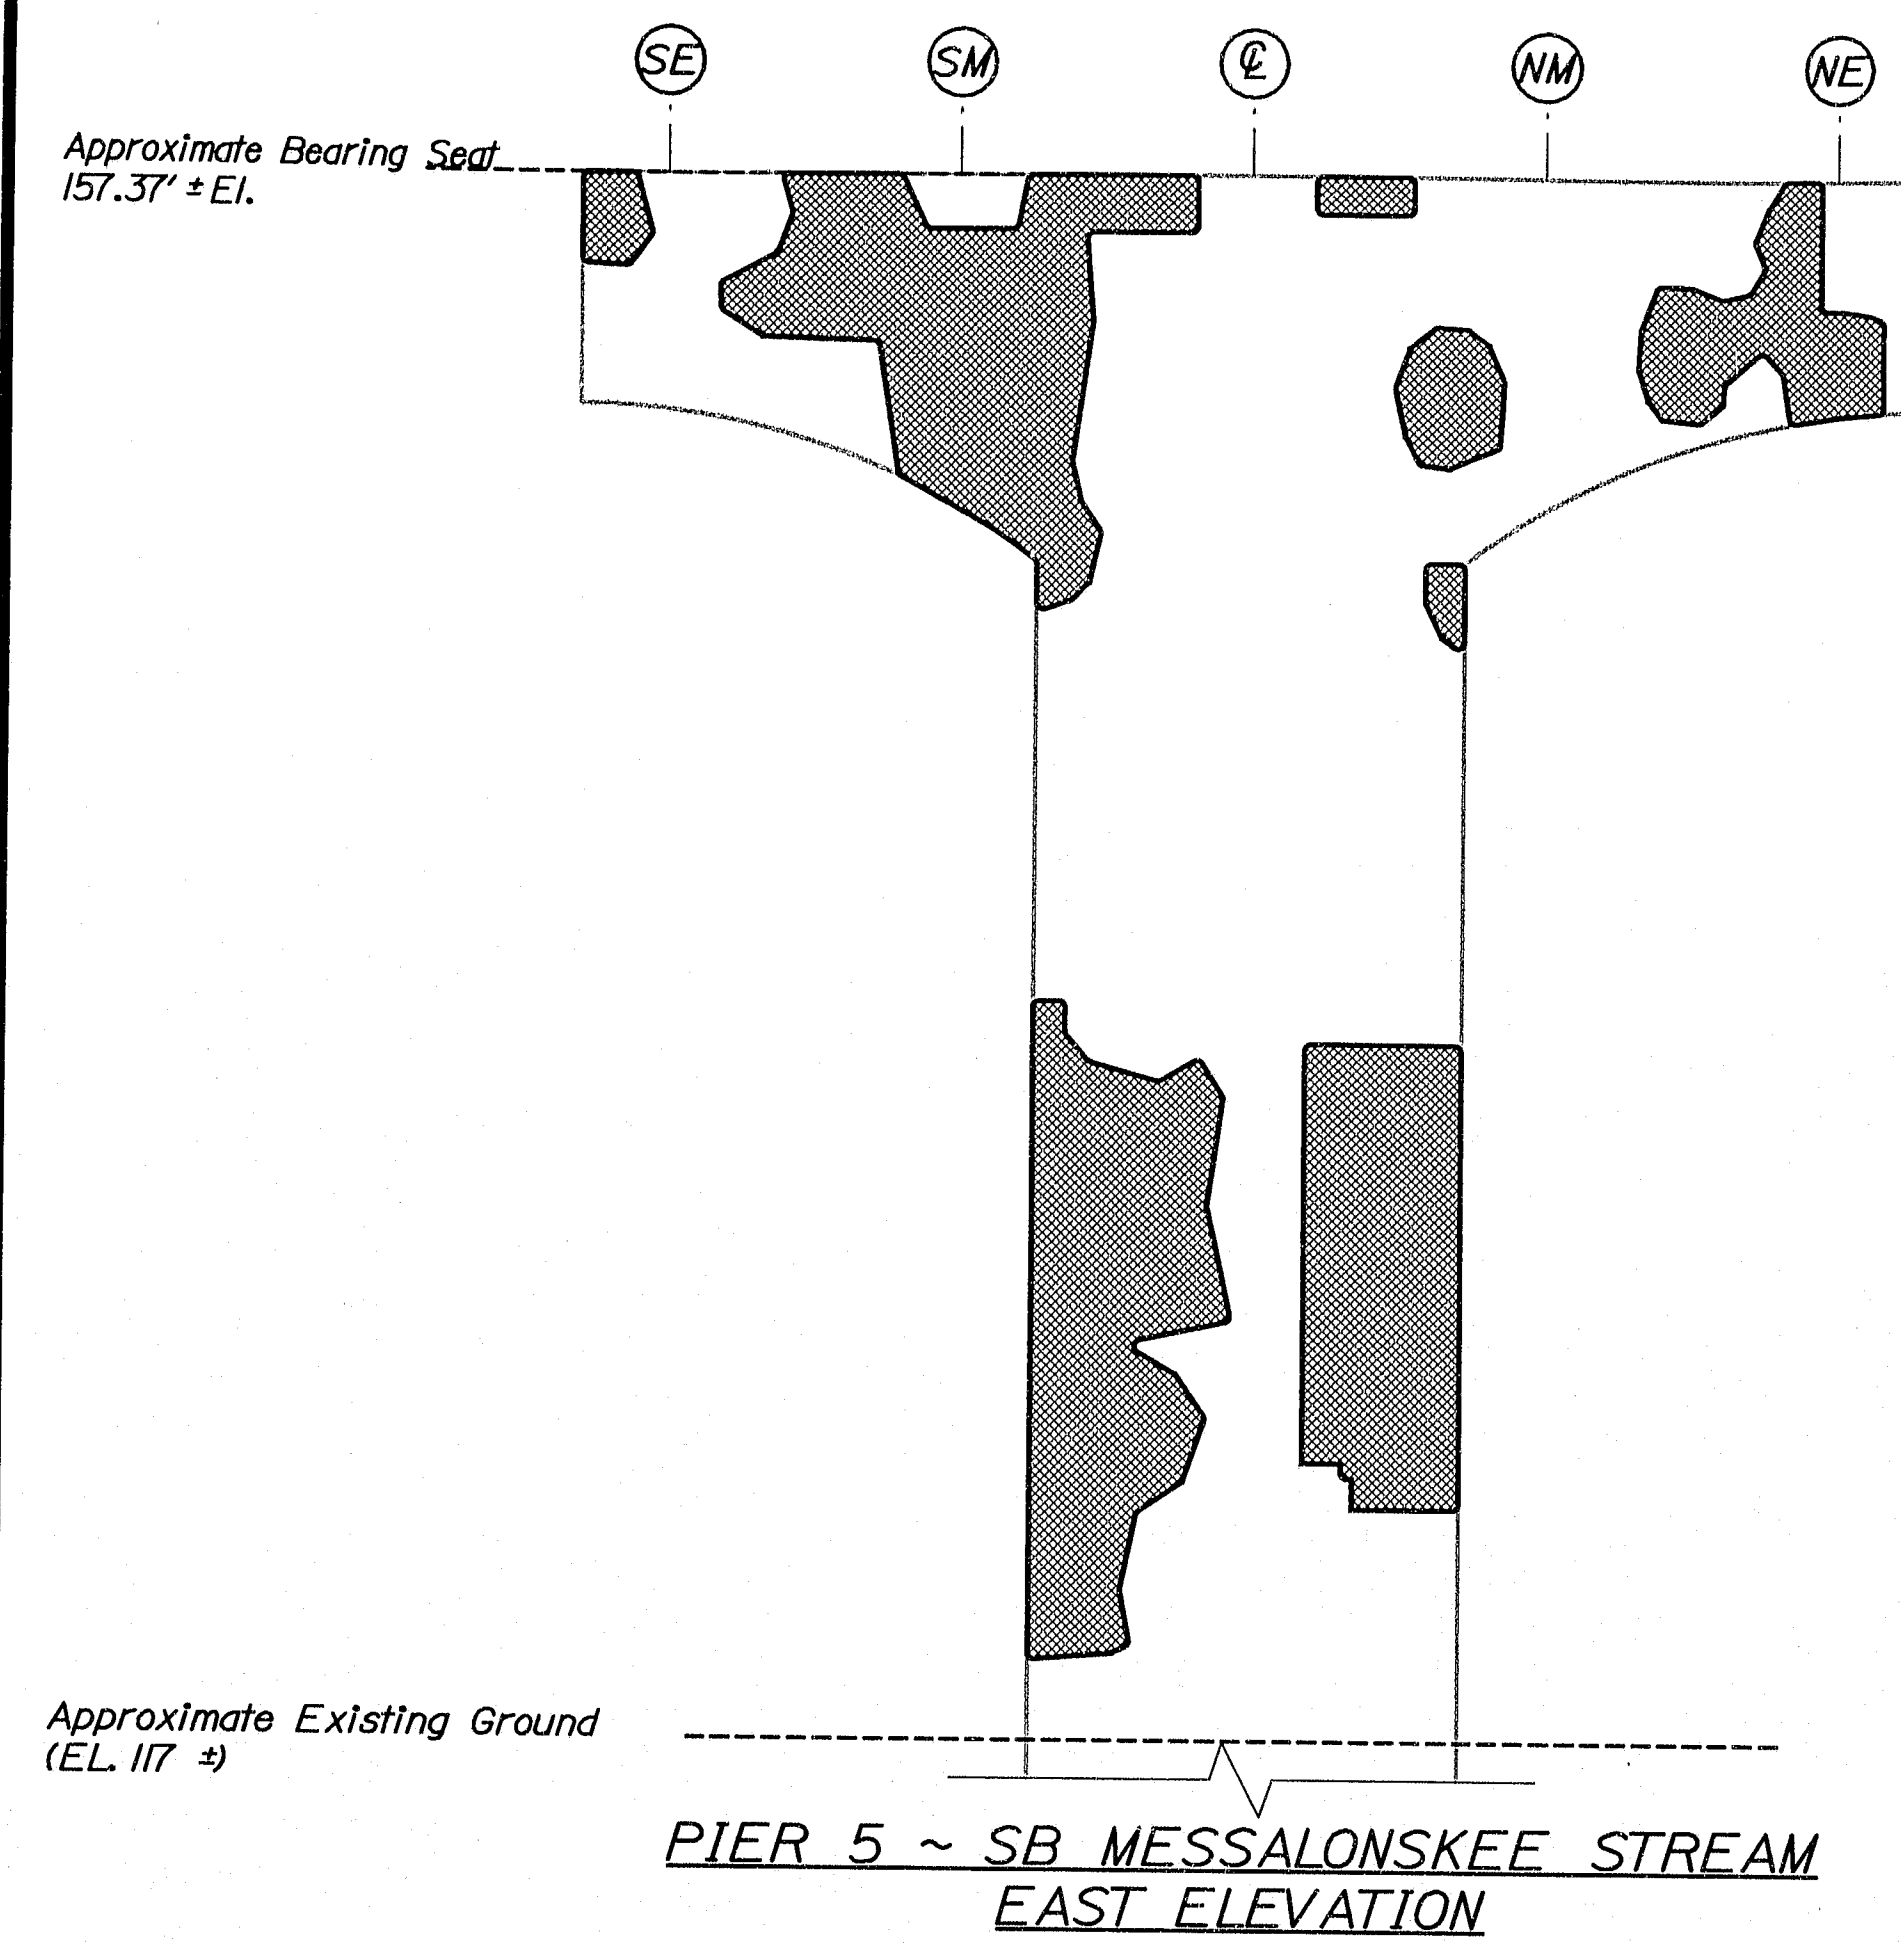 SE SM ℄ NM NE
Approximate Bearing Seat
157.37' ± El.
Approximate Existing Ground
(EL. 117 ±)
PIER 5 ~ SB MESSALONSKEE STREAM
EAST ELEVATION